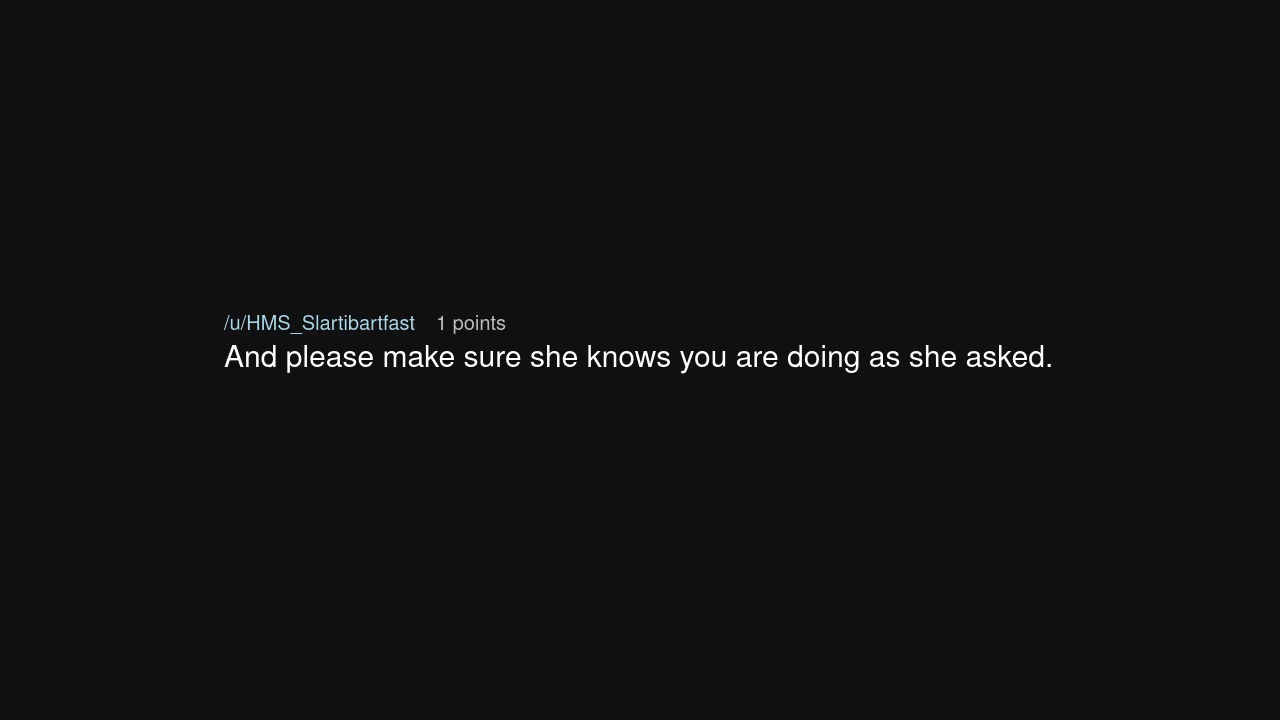 /u/HMS_Slartibartfast 1 points
And please make sure she knows you are doing as she asked.